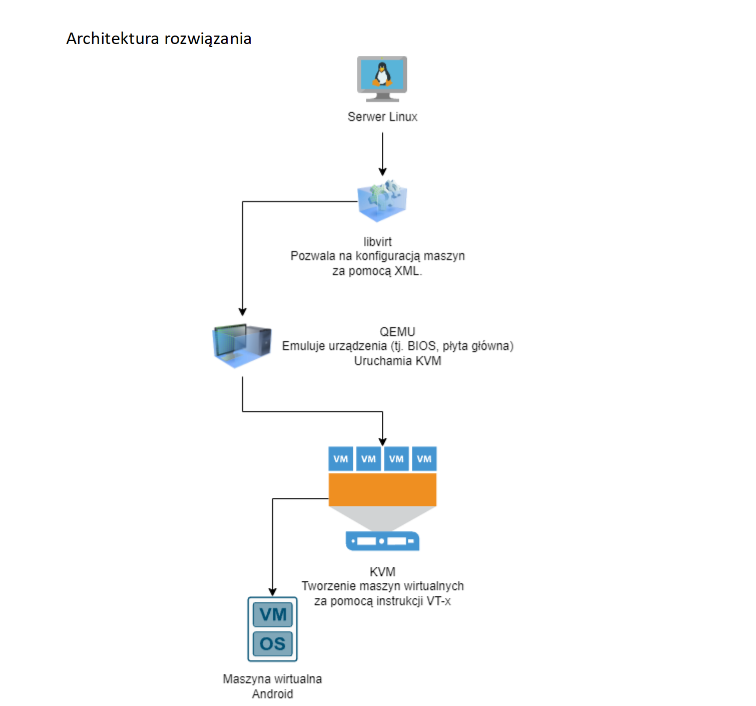 Architektura rozwiązania
Serwer Linux
libvirt
Pozwala na konfiguracją maszyn
za pomocą XML.
QEMU
Emuluje urządzenia (tj. BIOS, płyta główna)
Uruchamia KVM
VM VM VM VM
KVM
Tworzenie maszyn wirtualnych
za pomocą instrukcji VT-x
VM
OS
Maszyna wirtualna
Android